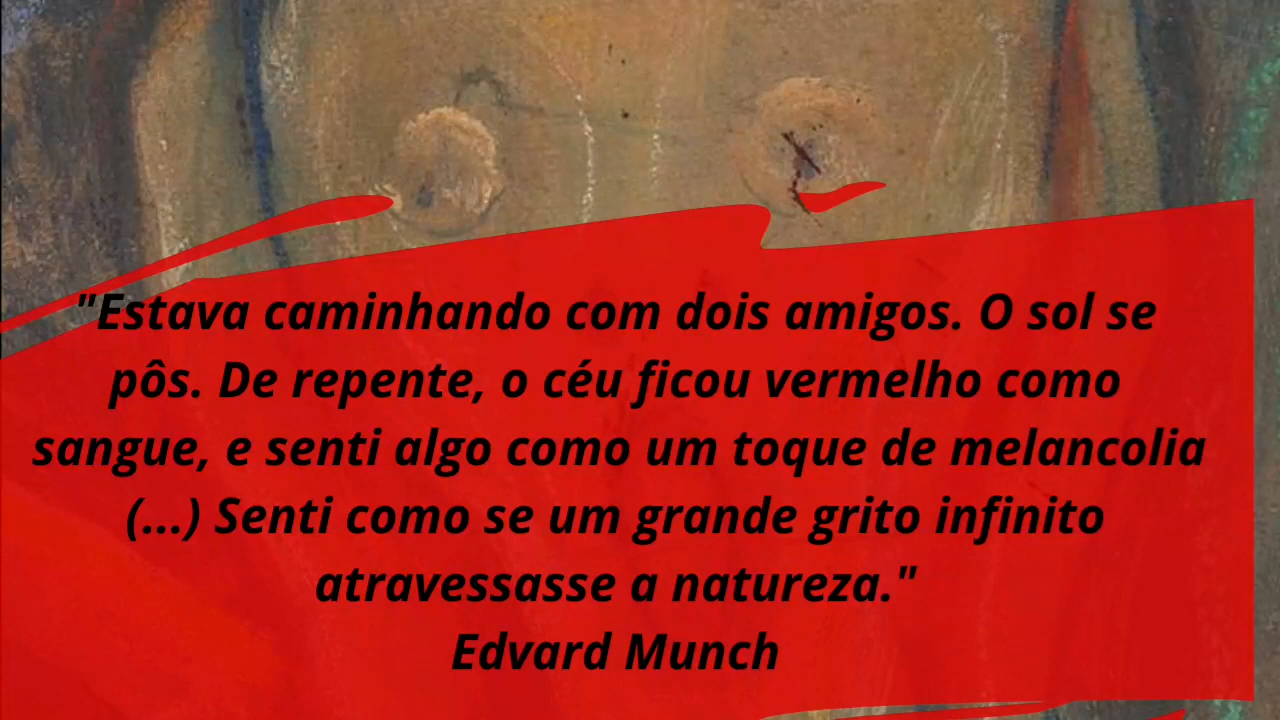 "Estava caminhando com dois amigos. O sol se
pôs. De repente, o céu ficou vermelho como
sangue, e senti algo como um toque de melancolia
(...) Senti como se um grande grito infinito
atravessasse a natureza."
Edvard Munch